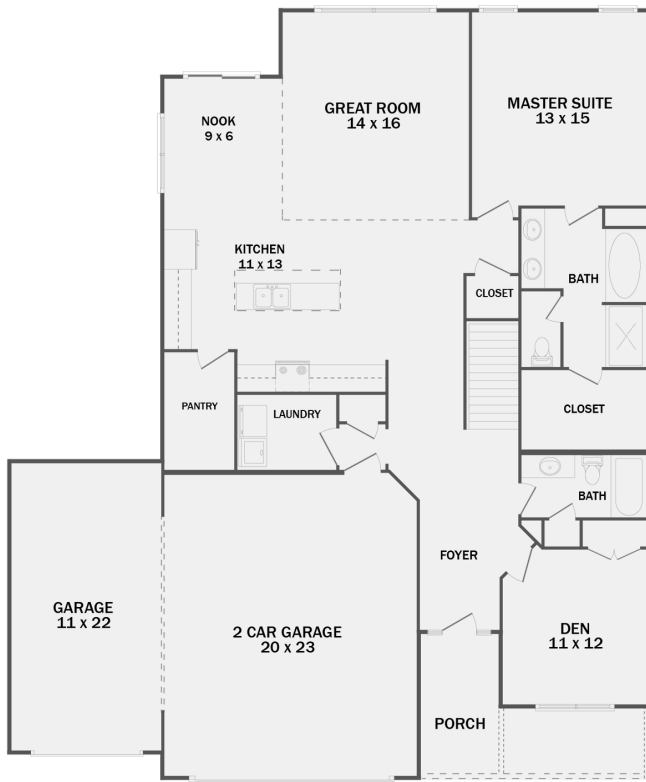 GREAT ROOM
14 x 16
MASTER SUITE
13 x 15
NOOK
9 x 6
KITCHEN
11 x 13
BATH
CLOSET
PANTRY
LAUNDRY
CLOSET
BATH
FOYER
GARAGE
11 x 22
2 CAR GARAGE
20 x 23
DEN
11 x 12
PORCH